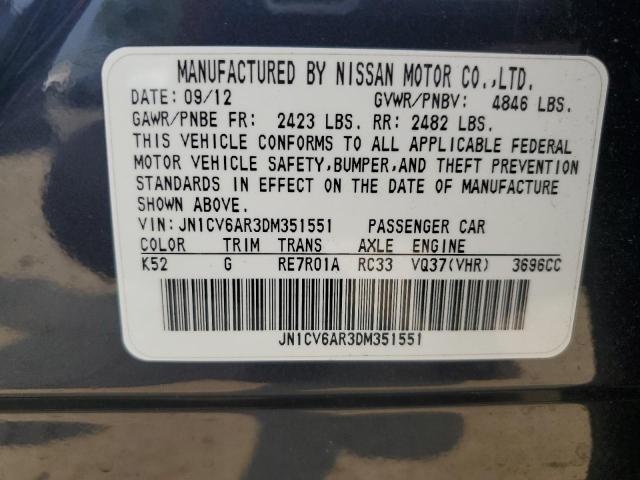 MANUFACTURED BY NISSAN MOTOR CO.,LTD.
DATE: 09/12 GVWR/PNBV: 4846 LBS.
GAWR/PNBE FR: 2423 LBS. RR: 2482 LBS.
THIS VEHICLE CONFORMS TO ALL APPLICABLE FEDERAL
MOTOR VEHICLE SAFETY,BUMPER,AND THEFT PREVENTION
STANDARDS IN EFFECT ON THE DATE OF MANUFACTURE
SHOWN ABOVE.
VIN: JN1CV6AR3DM351551 PASSENGER CAR
COLOR TRIM TRANS AXLE ENGINE
K52 G RE7R01A RC33 VQ37(VHR) 3696CC
JN1CV6AR3DM351551